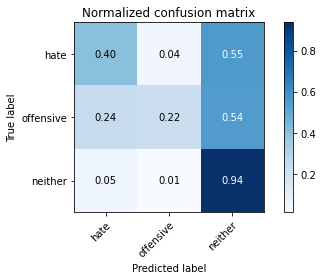 Normalized confusion matrix
True label
hate
0.40 0.04 0.55
offensive
0.24 0.22 0.54
neither
0.05 0.01 0.94
hate offensive neither
Predicted label
0.8
0.6
0.4
0.2